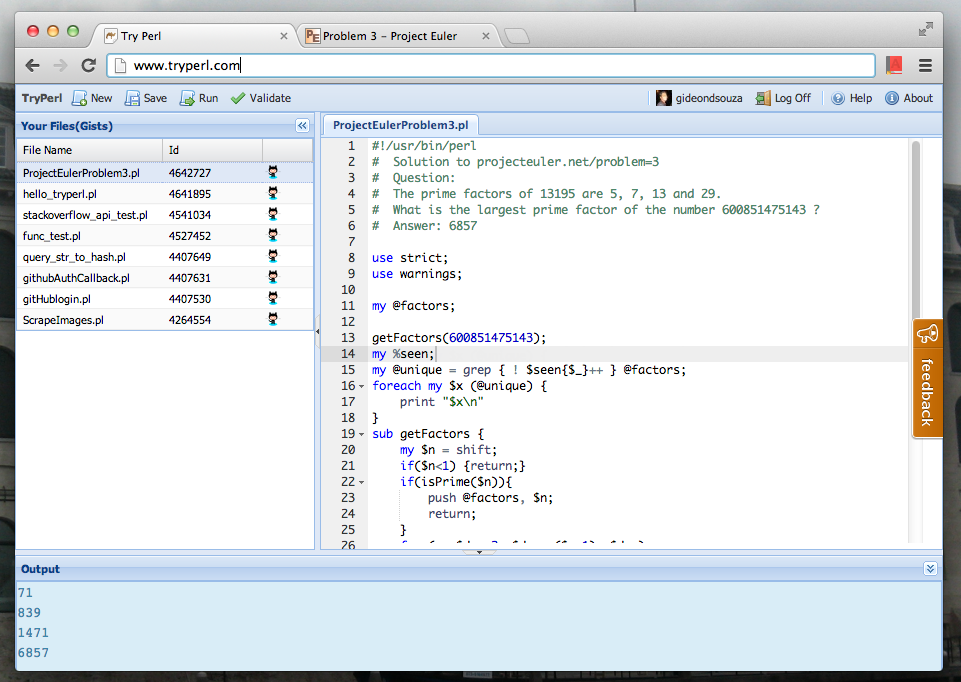 Try Perl
Problem 3 – Project Euler
www.tryperl.com
TryPerl New Save Run Validate gideondsouza Log Off Help About
Your Files(Gists)
File Name Id
ProjectEulerProblem3.pl 4642727
hello_tryperl.pl 4641895
stackoverflow_api_test.pl 4541034
func_test.pl 4527452
query_str_to_hash.pl 4407649
githubAuthCallback.pl 4407631
gitHublogin.pl 4407530
ScrapeImages.pl 4264554
ProjectEulerProblem3.pl
1 #!/usr/bin/perl
2 #  Solution to projecteuler.net/problem=3
3 #  Question:
4 #  The prime factors of 13195 are 5, 7, 13 and 29.
5 #  What is the largest prime factor of the number 600851475143 ?
6 #  Answer: 6857
7
8 use strict;
9 use warnings;
10
11 my @factors;
12
13 getFactors(600851475143);
14 my %seen;
15 my @unique = grep { ! $seen{$_}++ } @factors;
16 foreach my $x (@unique) {
17     print "$x\n"
18 }
19 sub getFactors {
20     my $n = shift;
21     if($n<1) {return;}
22     if(isPrime($n)){
23         push @factors, $n;
24         return;
25     }
26
feedback
Output
71
839
1471
6857